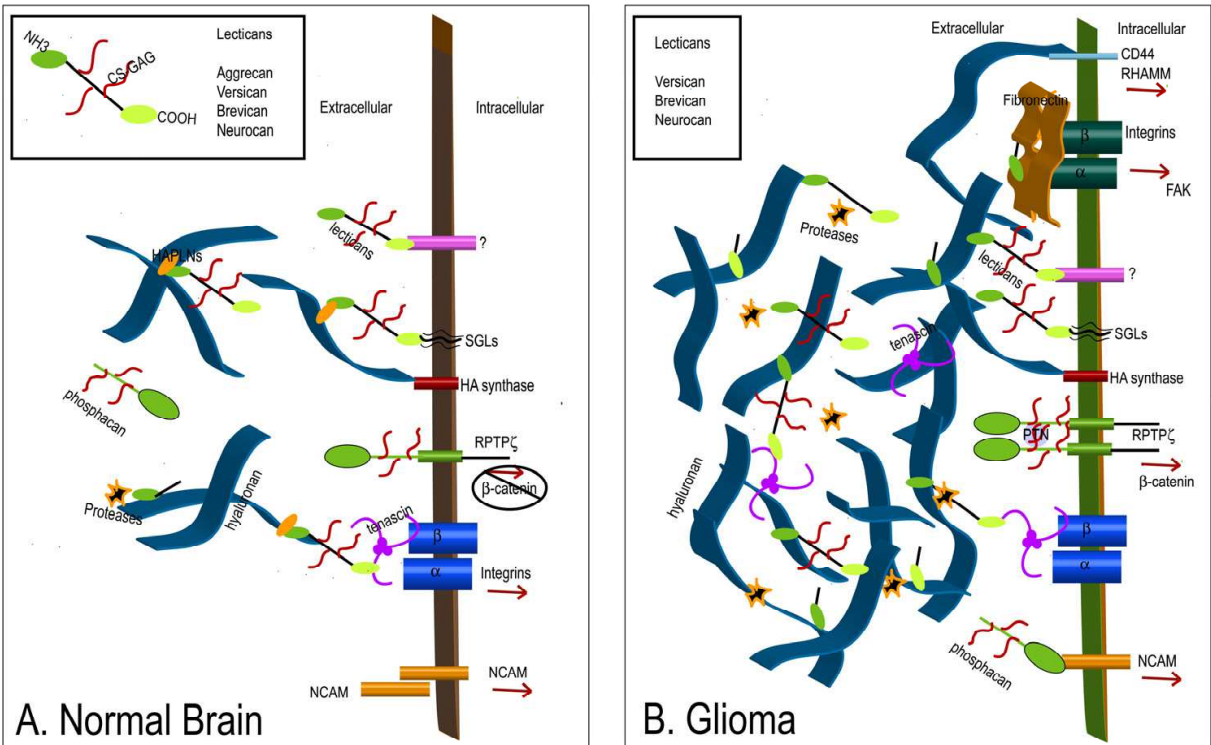 NH3
CS-GAG
COOH
Lecticans
Aggrecan
Versican
Brevican
Neurocan
Extracellular
Intracellular
HAPLNs
lecticans
?
SGLs
HA synthase
phosphacan
RPTPζ
β-catenin
Proteases
hyaluronan
tenascin
β
α
Integrins
NCAM
NCAM
A. Normal Brain
Lecticans
Versican
Brevican
Neurocan
Extracellular
Intracellular
CD44
RHAMM
Fibronectin
β
Integrins
α
FAK
Proteases
lecticans
?
SGLs
tenascin
HA synthase
PTN
RPTPζ
β-catenin
hyaluronan
β
α
phosphacan
NCAM
B. Glioma